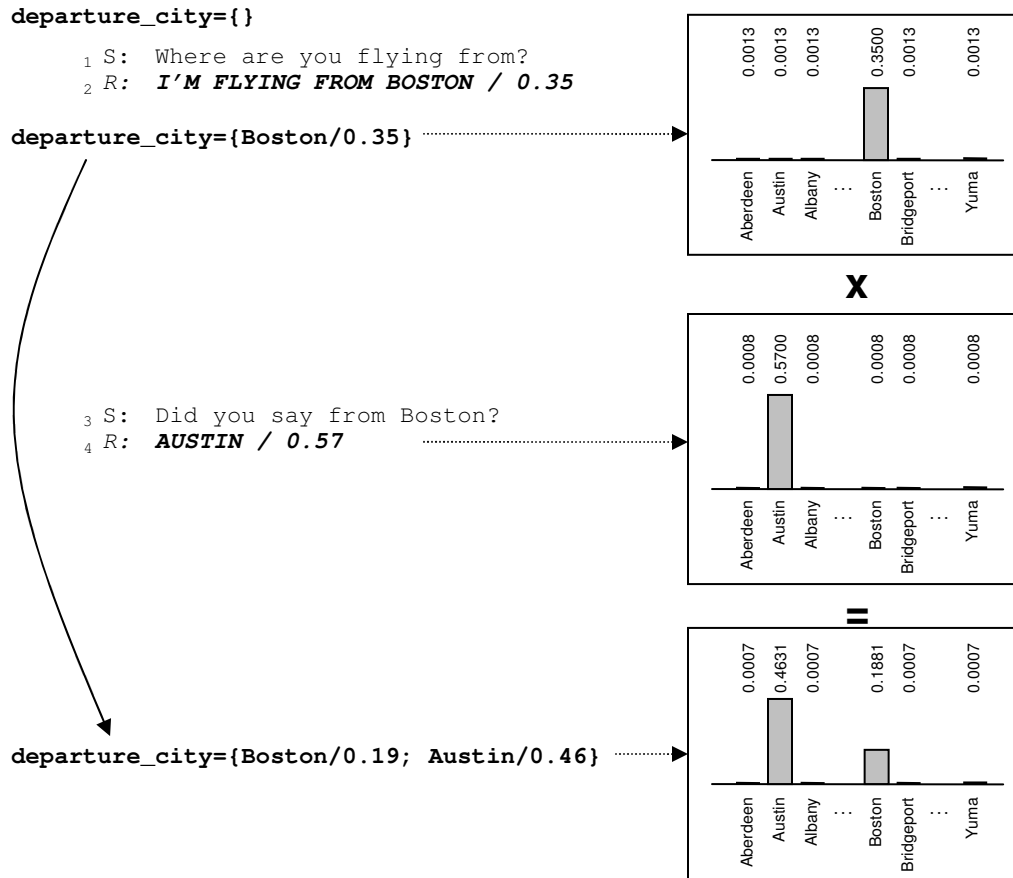 departure_city={}
1 S: Where are you flying from?
2 R: I'M FLYING FROM BOSTON / 0.35
departure_city={Boston/0.35}
0.0013
0.0013
0.0013
0.3500
0.0013
0.0013
Aberdeen
Austin
Albany
...
Boston
Bridgeport
...
Yuma
X
3 S: Did you say from Boston?
4 R: AUSTIN / 0.57
0.0008
0.5700
0.0008
0.0008
0.0008
0.0008
Aberdeen
Austin
Albany
...
Boston
Bridgeport
...
Yuma
=
departure_city={Boston/0.19; Austin/0.46}
0.0007
0.4631
0.0007
0.1881
0.0007
0.0007
Aberdeen
Austin
Albany
...
Boston
Bridgeport
...
Yuma